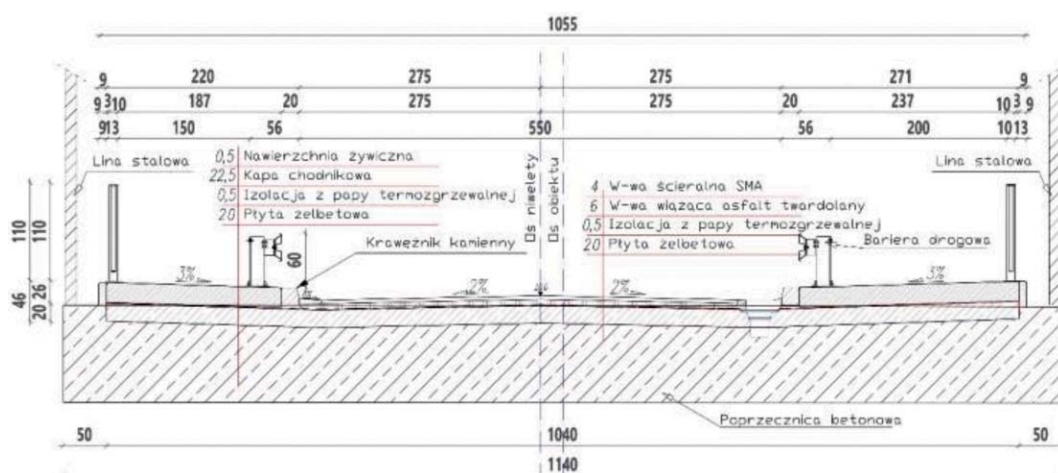 1055
9 220 275 275 271 9
9 3 10 187 20 275 275 20 237 10 3 9
9 13 150 56 550 56 200 10 13
Lina stalowa
0,5 Nawierzchnia żywiczna
22,5 Kapa chodnikowa
0,5 Izolacja z papy termozgrzewalnej
20 Płyta żelbetowa
Krawężnik kamienny
Oś niwelety
Oś obiektu
4 W-wa ścieralna SMA
6 W-wa wiążąca asfalt twardolany
0,5 Izolacja z papy termozgrzewalnej
20 Płyta żelbetowa
Lina stalowa
Bariera drogowa
110 110
60
3% 2% 2% 3%
46 20 26
Poprzecznica betonowa
50 1040 50
1140